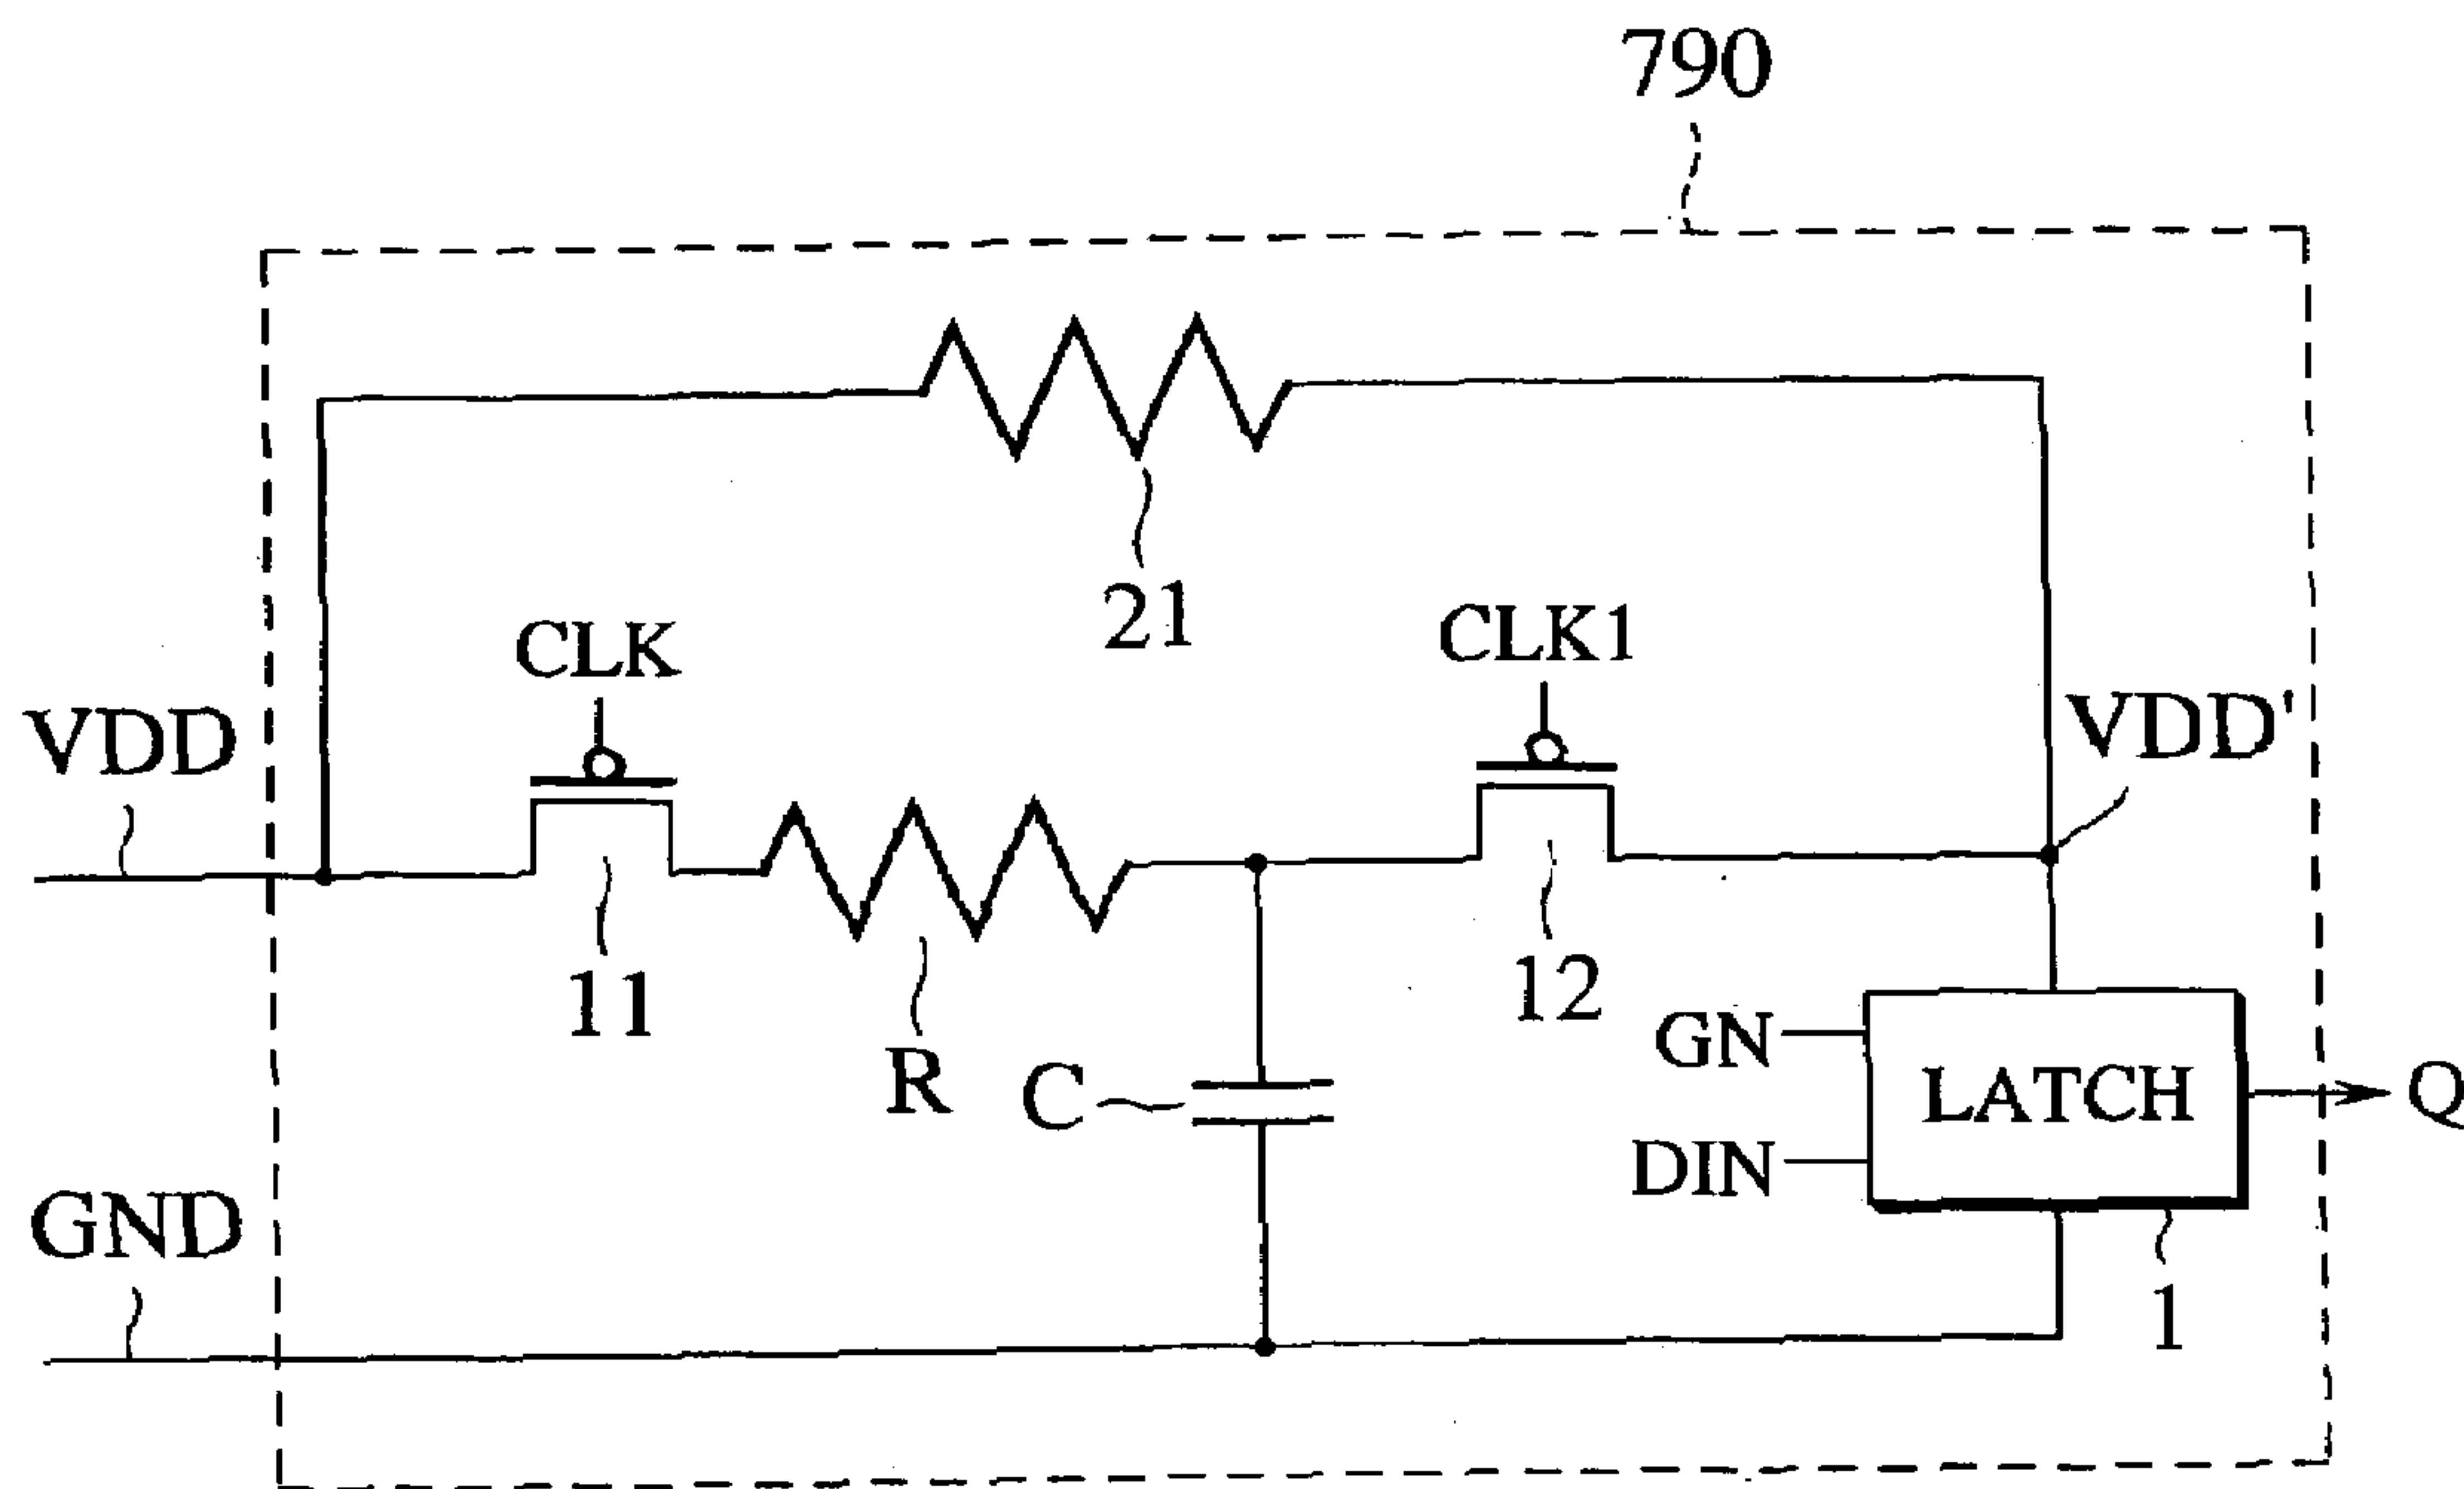 790
21
CLK
CLK1
VDD
VDD'
11
R
12
C
GN
LATCH
DIN
Q
GND
1